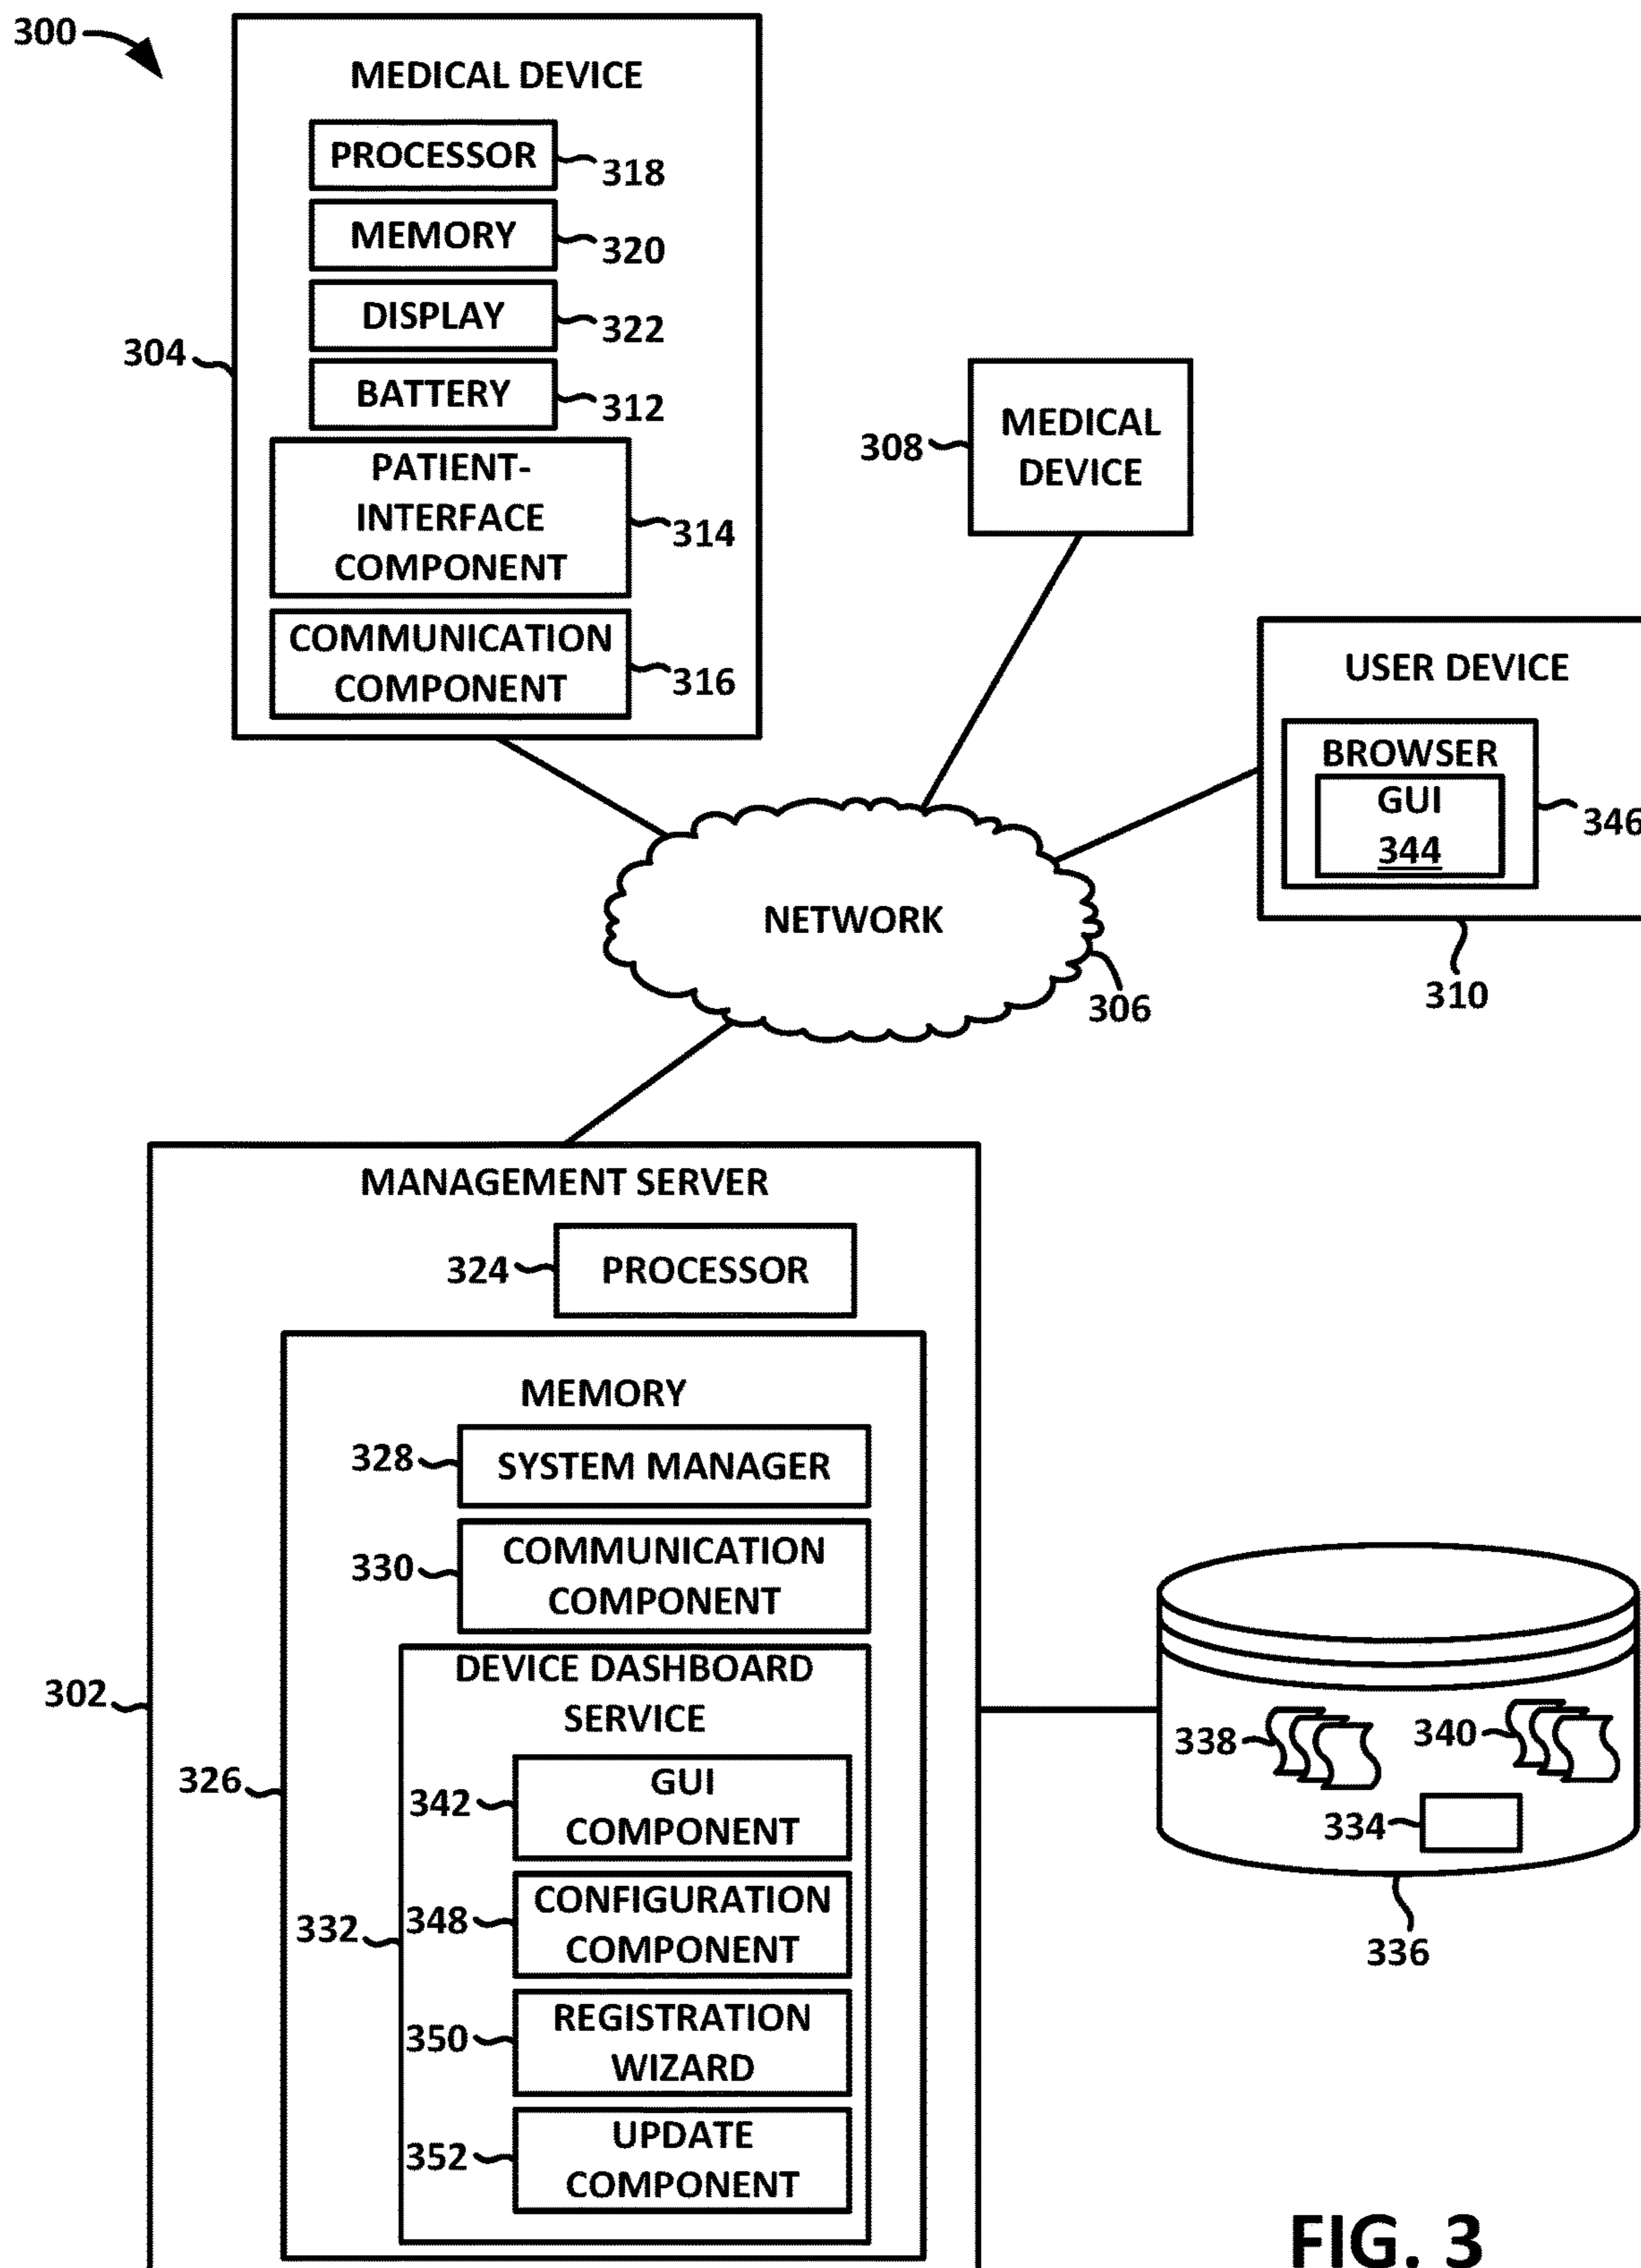 300
MEDICAL DEVICE
PROCESSOR
318
MEMORY
320
DISPLAY
322
304
BATTERY
312
PATIENT-
INTERFACE
COMPONENT
314
COMMUNICATION
COMPONENT
316
308
MEDICAL
DEVICE
USER DEVICE
BROWSER
GUI
344
346
310
NETWORK
306
MANAGEMENT SERVER
324
PROCESSOR
MEMORY
328
SYSTEM MANAGER
330
COMMUNICATION
COMPONENT
302
326
332
DEVICE DASHBOARD
SERVICE
342
GUI
COMPONENT
348
CONFIGURATION
COMPONENT
350
REGISTRATION
WIZARD
352
UPDATE
COMPONENT
338
340
334
336
FIG. 3